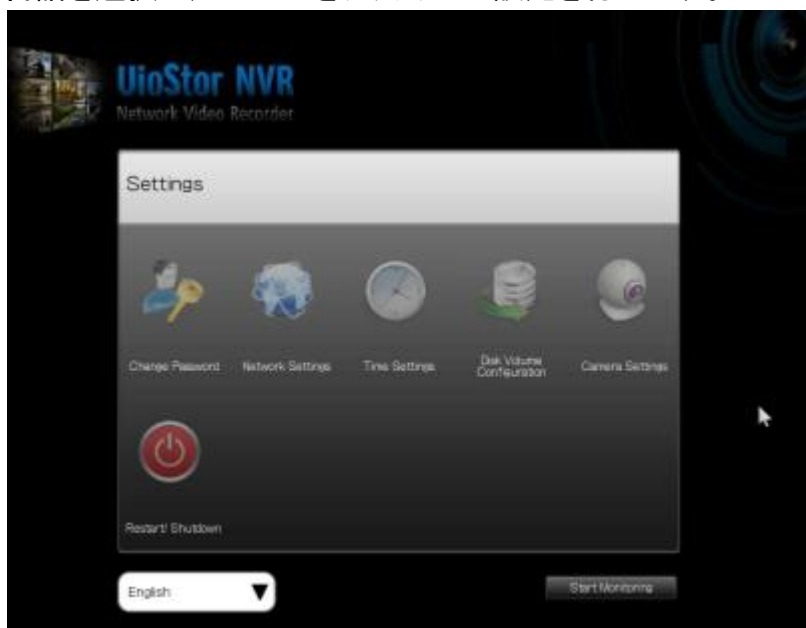 VioStor NVR
Network Video Recorder
Settings
Change Password
Network Settings
Time Settings
Disk Volume
Configuration
Camera Settings
Restart/ Shutdown
English
Start Monitoring